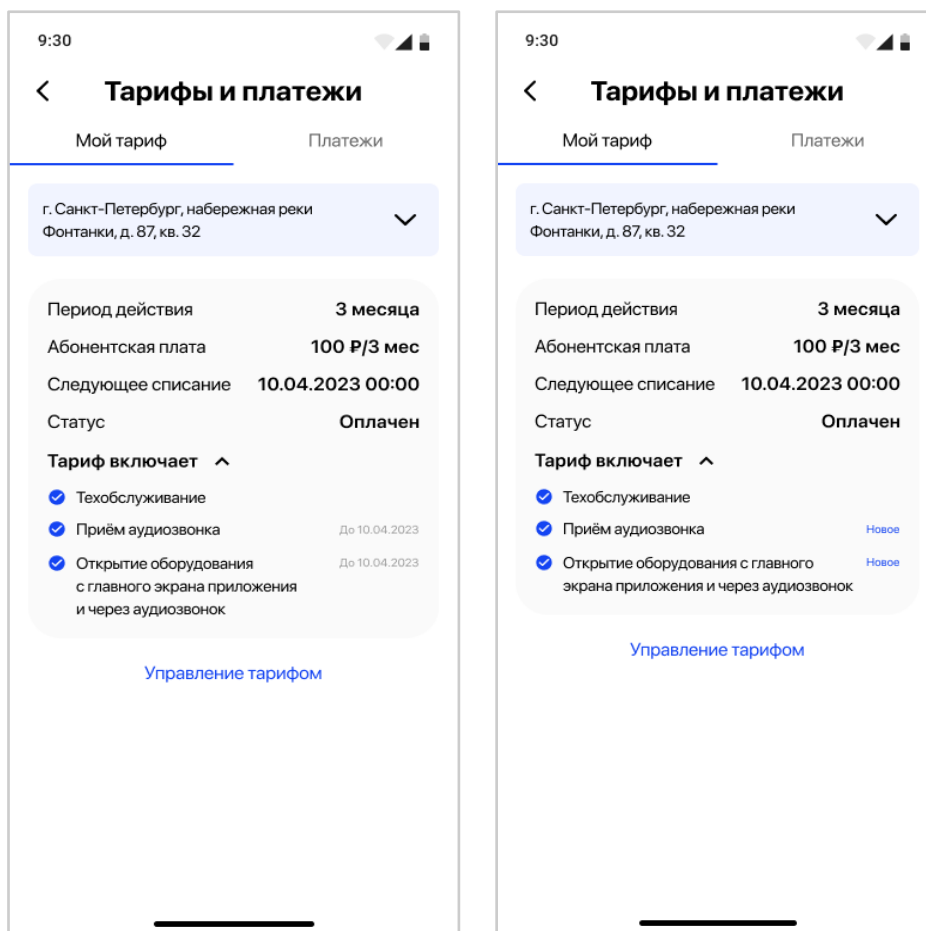 9:30
Тарифы и платежи
Мой тариф Платежи
г. Санкт-Петербург, набережная реки
Фонтанки, д. 87, кв. 32
Период действия 3 месяца
Абонентская плата 100 ₽/3 мес
Следующее списание 10.04.2023 00:00
Статус Оплачен
Тариф включает
Техобслуживание
Приём аудиозвонка До 10.04.2023
Открытие оборудования До 10.04.2023
с главного экрана приложения
и через аудиозвонок
Управление тарифом
9:30
Тарифы и платежи
Мой тариф Платежи
г. Санкт-Петербург, набережная реки
Фонтанки, д. 87, кв. 32
Период действия 3 месяца
Абонентская плата 100 ₽/3 мес
Следующее списание 10.04.2023 00:00
Статус Оплачен
Тариф включает
Техобслуживание
Приём аудиозвонка Новое
Открытие оборудования с главного Новое
экрана приложения и через аудиозвонок
Управление тарифом